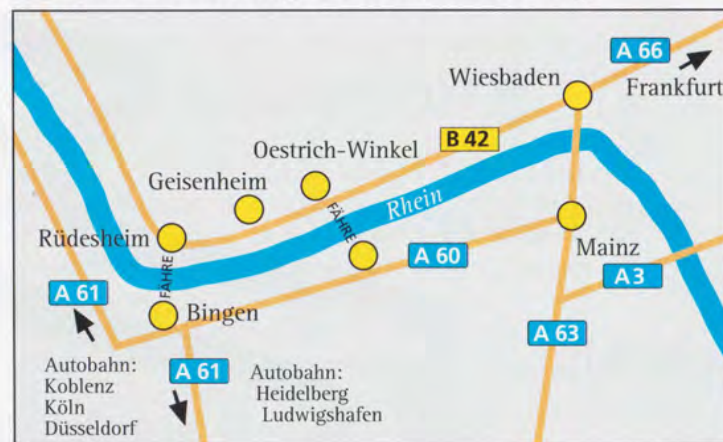 A 66
Wiesbaden
Frankfurt
B 42
Oestrich-Winkel
Geisenheim
Rhein
FÄHRE
Rüdesheim
Mainz
A 60
FÄHRE
A 3
A 61
Bingen
A 63
Autobahn:
Koblenz
Köln
Düsseldorf
A 61
Autobahn:
Heidelberg
Ludwigshafen